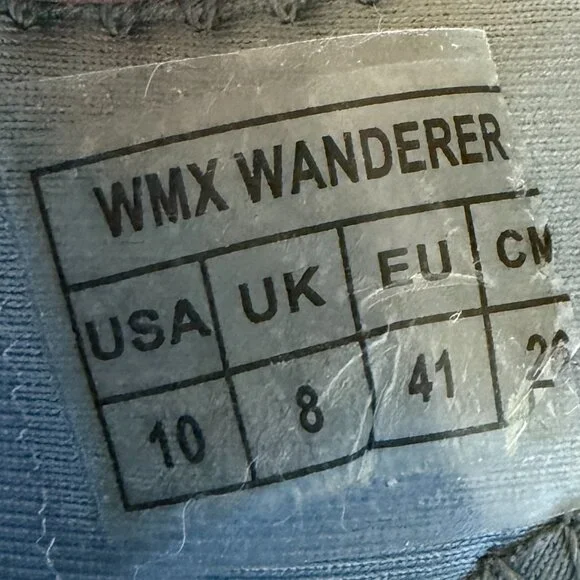 WMX WANDERER
USA UK EU CM
10 8 41